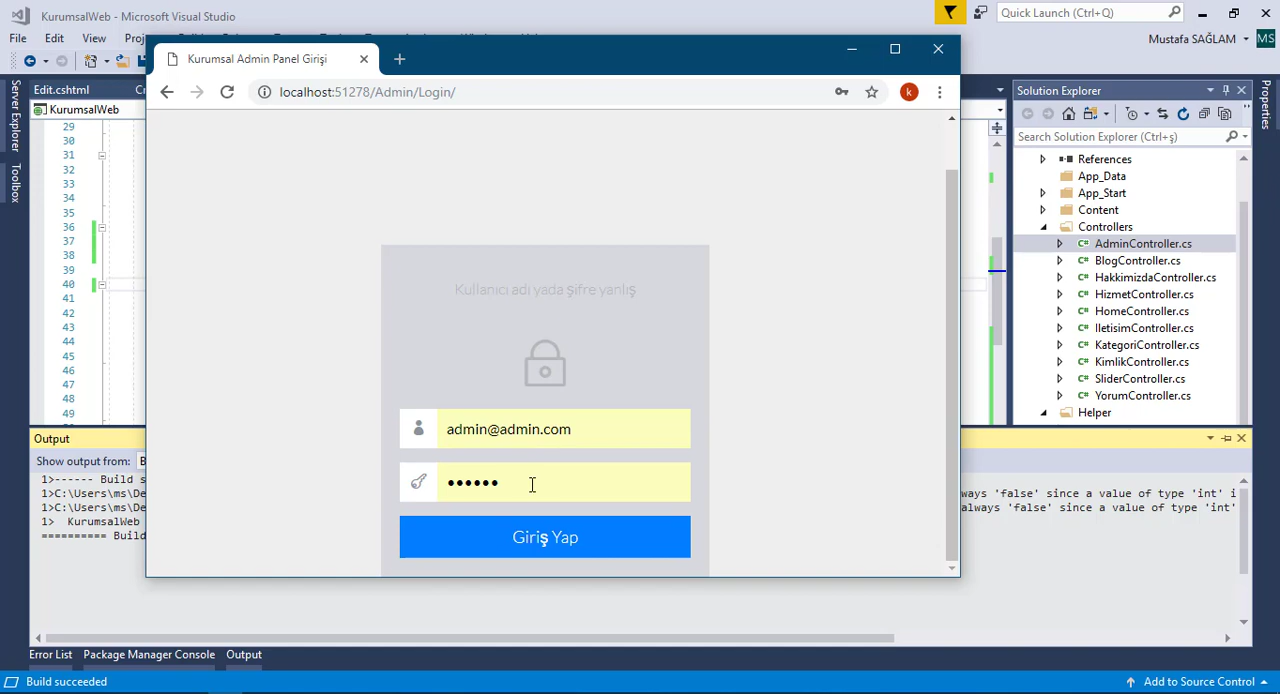 KurumsalWeb - Microsoft Visual Studio
Quick Launch (Ctrl+Q)
File Edit View
Mustafa SAĞLAM MS
Kurumsal Admin Panel Girişi
localhost:51278/Admin/Login/
k
Edit.cshtml
KurumsalWeb
Server Explorer
Toolbox
29
30
31
32
33
34
35
36
37
38
39
40
41
42
43
44
45
46
47
48
49
Kullanıcı adı yada şifre yanlış
admin@admin.com
••••••
Giriş Yap
Solution Explorer
Search Solution Explorer (Ctrl+ş)
References
App_Data
App_Start
Content
Controllers
C# AdminController.cs
C# BlogController.cs
C# HakkimizdaController.cs
C# HizmetController.cs
C# HomeController.cs
C# IletisimController.cs
C# KategoriController.cs
C# KimlikController.cs
C# SliderController.cs
C# YorumController.cs
Helper
Properties
Output
Show output from: B
1>------ Build s
1>C:\Users\ms\De
ways 'false' since a value of type 'int' i
1>C:\Users\ms\De
always 'false' since a value of type 'int'
1> KurumsalWeb
========== Build
Error List Package Manager Console Output
Build succeeded
Add to Source Control